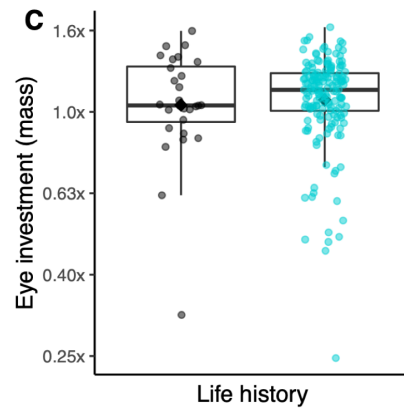 C
Eye investment (mass)
1.6x
1.0x
0.63x
0.40x
0.25x
Life history